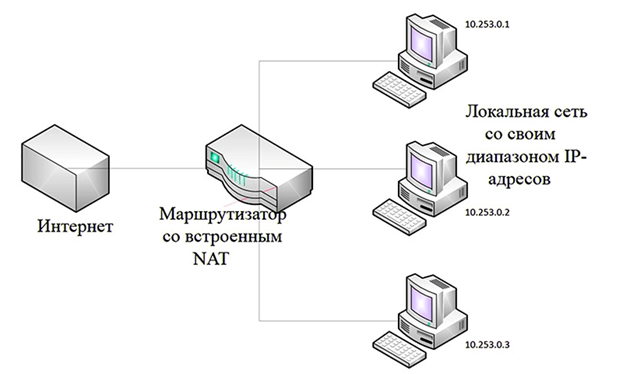 10.253.0.1
Локальная сеть
со своим
диапазоном IP-
адресов
10.253.0.2
Интернет
Маршрутизатор
со встроенным
NAT
10.253.0.3